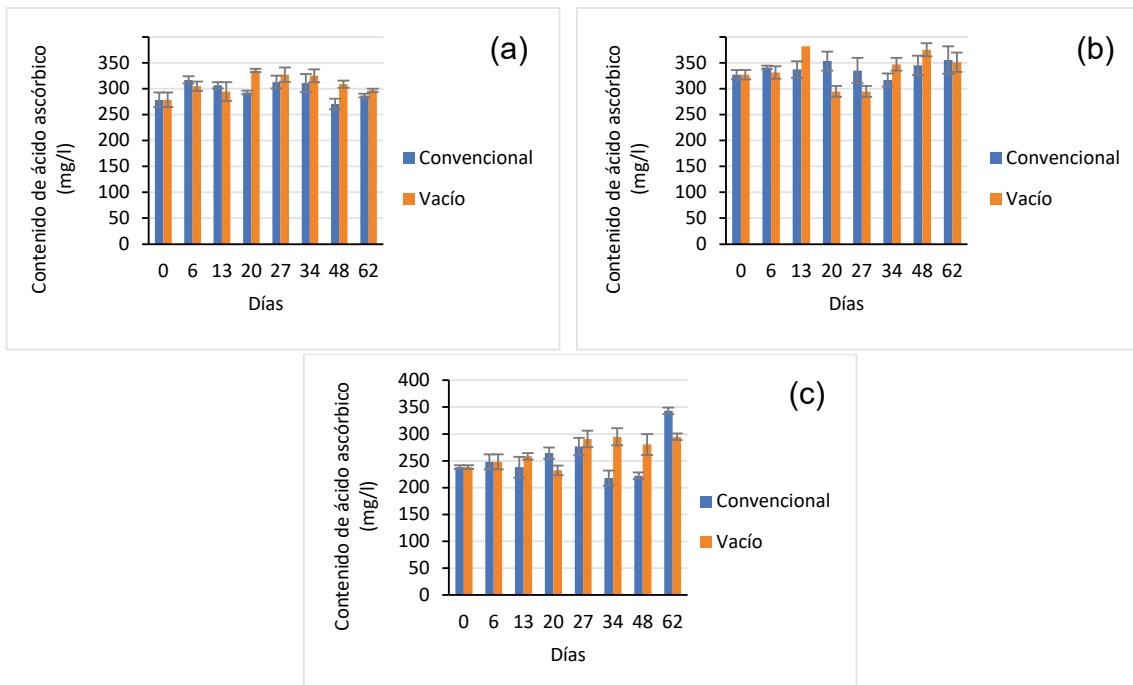 (a)
Contenido de ácido ascórbico
(mg/l)
350
300
250
200
150
100
50
0
0 6 13 20 27 34 48 62
Días
Convencional
Vacío
(b)
Contenido de ácido ascórbico
(mg/l)
350
300
250
200
150
100
50
0
0 6 13 20 27 34 48 62
Días
Convencional
Vacío
(c)
Contenido de ácido ascórbico
(mg/l)
400
350
300
250
200
150
100
50
0
0 6 13 20 27 34 48 62
Días
Convencional
Vacío